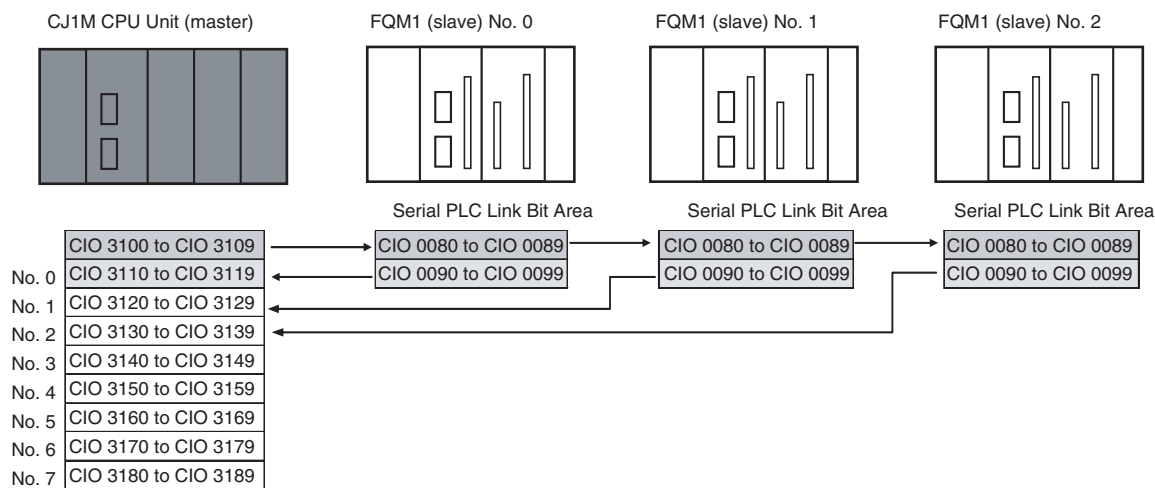 CJ1M CPU Unit (master)
FQM1 (slave) No. 0
FQM1 (slave) No. 1
FQM1 (slave) No. 2
Serial PLC Link Bit Area
Serial PLC Link Bit Area
Serial PLC Link Bit Area
CIO 3100 to CIO 3109
CIO 0080 to CIO 0089
CIO 0080 to CIO 0089
CIO 0080 to CIO 0089
No. 0 CIO 3110 to CIO 3119
CIO 0090 to CIO 0099
CIO 0090 to CIO 0099
CIO 0090 to CIO 0099
No. 1 CIO 3120 to CIO 3129
No. 2 CIO 3130 to CIO 3139
No. 3 CIO 3140 to CIO 3149
No. 4 CIO 3150 to CIO 3159
No. 5 CIO 3160 to CIO 3169
No. 6 CIO 3170 to CIO 3179
No. 7 CIO 3180 to CIO 3189